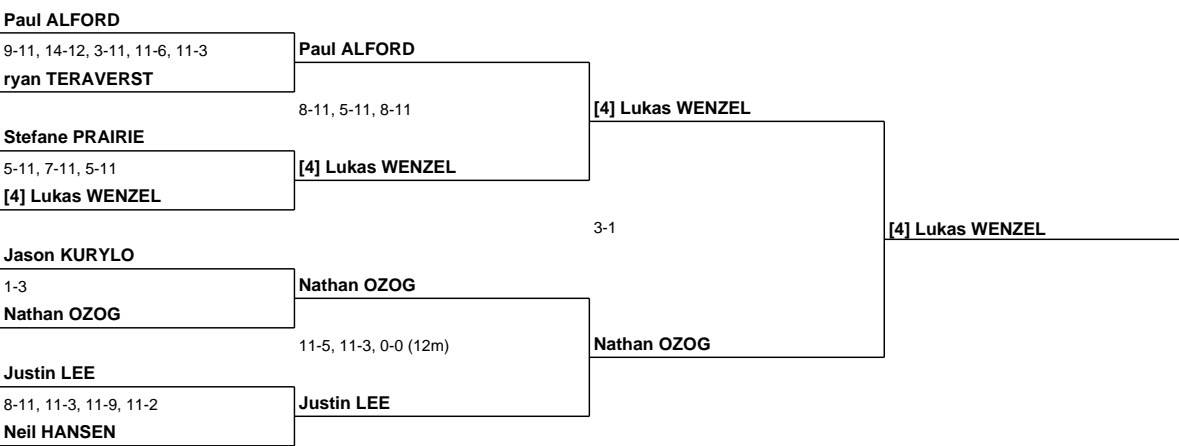 Paul ALFORD
9-11, 14-12, 3-11, 11-6, 11-3
ryan TERAVERST
Paul ALFORD
8-11, 5-11, 8-11
Stefane PRAIRIE
5-11, 7-11, 5-11
[4] Lukas WENZEL
[4] Lukas WENZEL
[4] Lukas WENZEL
3-1
Jason KURYLO
1-3
Nathan OZOG
Nathan OZOG
11-5, 11-3, 0-0 (12m)
Justin LEE
8-11, 11-3, 11-9, 11-2
Neil HANSEN
Justin LEE
Nathan OZOG
[4] Lukas WENZEL